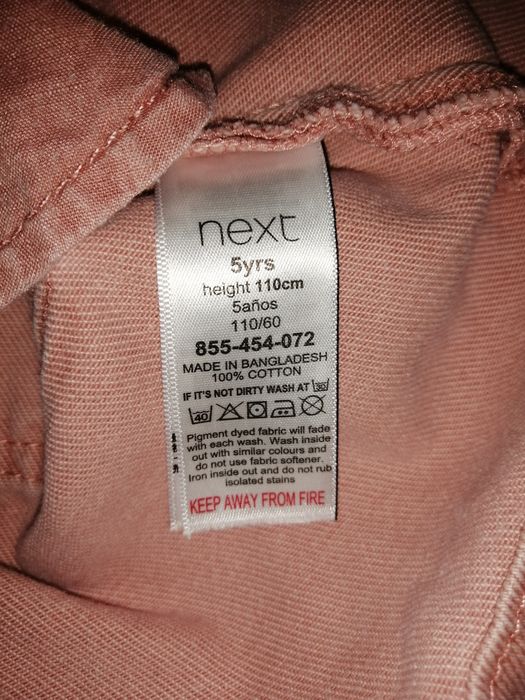 next
5yrs
height 110cm
5años
110/60
855-454-072
MADE IN BANGLADESH
100% COTTON
IF IT'S NOT DIRTY WASH AT 30
40
Pigment dyed fabric will fade
with each wash. Wash inside
out with similar colours and
do not use fabric softener.
Iron inside out and do not rub
isolated stains
KEEP AWAY FROM FIRE